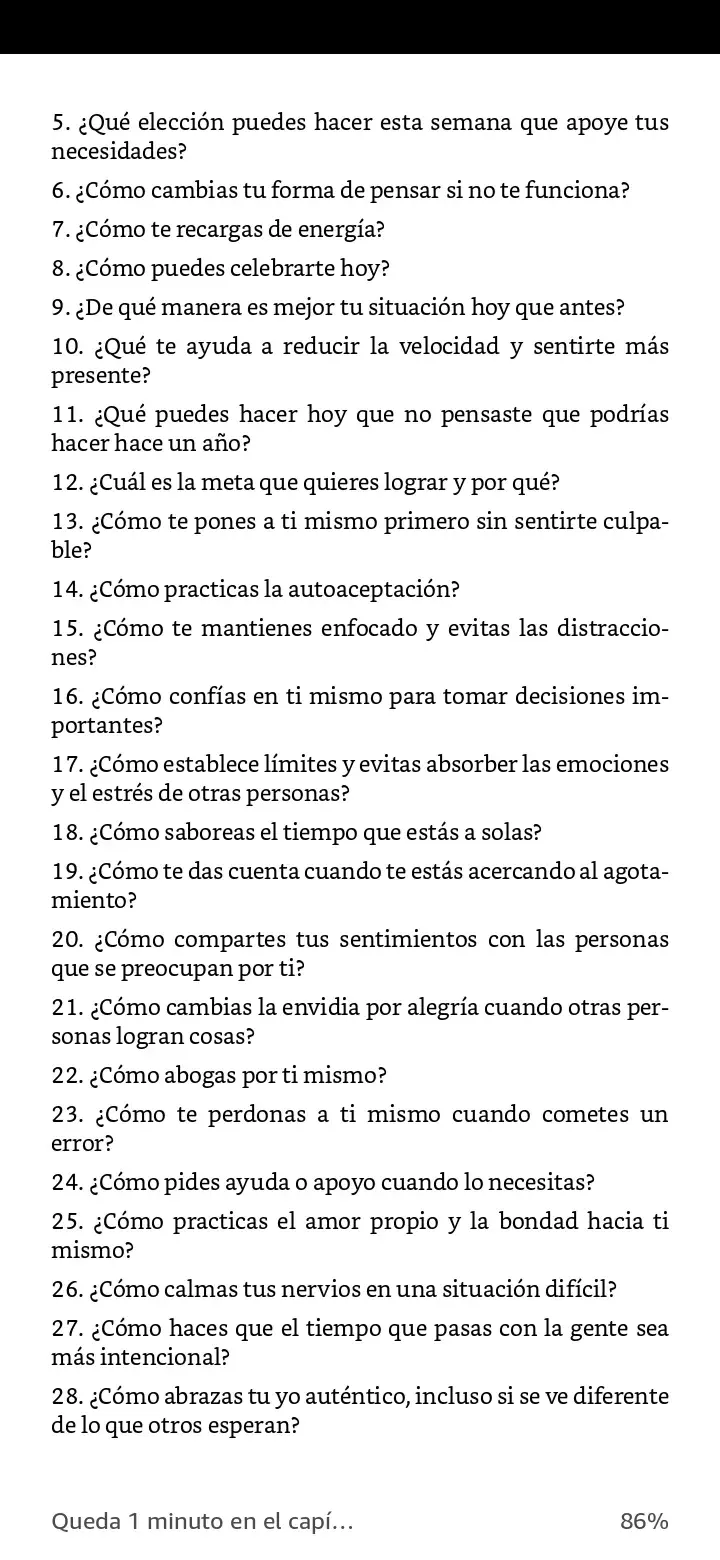 5. ¿Qué elección puedes hacer esta semana que apoye tus
necesidades?
6. ¿Cómo cambias tu forma de pensar si no te funciona?
7. ¿Cómo te recargas de energía?
8. ¿Cómo puedes celebrarte hoy?
9. ¿De qué manera es mejor tu situación hoy que antes?
10. ¿Qué te ayuda a reducir la velocidad y sentirte más
presente?
11. ¿Qué puedes hacer hoy que no pensaste que podrías
hacer hace un año?
12. ¿Cuál es la meta que quieres lograr y por qué?
13. ¿Cómo te pones a ti mismo primero sin sentirte culpa-
ble?
14. ¿Cómo practicas la autoaceptación?
15. ¿Cómo te mantienes enfocado y evitas las distraccio-
nes?
16. ¿Cómo confías en ti mismo para tomar decisiones im-
portantes?
17. ¿Cómo establece límites y evitas absorber las emociones
y el estrés de otras personas?
18. ¿Cómo saboreas el tiempo que estás a solas?
19. ¿Cómo te das cuenta cuando te estás acercando al agota-
miento?
20. ¿Cómo compartes tus sentimientos con las personas
que se preocupan por ti?
21. ¿Cómo cambias la envidia por alegría cuando otras per-
sonas logran cosas?
22. ¿Cómo abogas por ti mismo?
23. ¿Cómo te perdonas a ti mismo cuando cometes un
error?
24. ¿Cómo pides ayuda o apoyo cuando lo necesitas?
25. ¿Cómo practicas el amor propio y la bondad hacia ti
mismo?
26. ¿Cómo calmas tus nervios en una situación difícil?
27. ¿Cómo haces que el tiempo que pasas con la gente sea
más intencional?
28. ¿Cómo abrazas tu yo auténtico, incluso si se ve diferente
de lo que otros esperan?
Queda 1 minuto en el capí... 86%